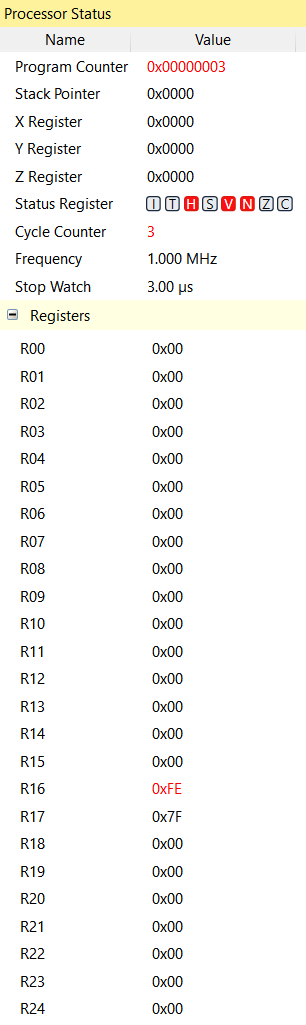 Processor Status
Name Value
Program Counter 0x00000003
Stack Pointer 0x0000
X Register 0x0000
Y Register 0x0000
Z Register 0x0000
Status Register I T H S V N Z C
Cycle Counter 3
Frequency 1.000 MHz
Stop Watch 3.00 µs
Registers
R00 0x00
R01 0x00
R02 0x00
R03 0x00
R04 0x00
R05 0x00
R06 0x00
R07 0x00
R08 0x00
R09 0x00
R10 0x00
R11 0x00
R12 0x00
R13 0x00
R14 0x00
R15 0x00
R16 0xFE
R17 0x7F
R18 0x00
R19 0x00
R20 0x00
R21 0x00
R22 0x00
R23 0x00
R24 0x00